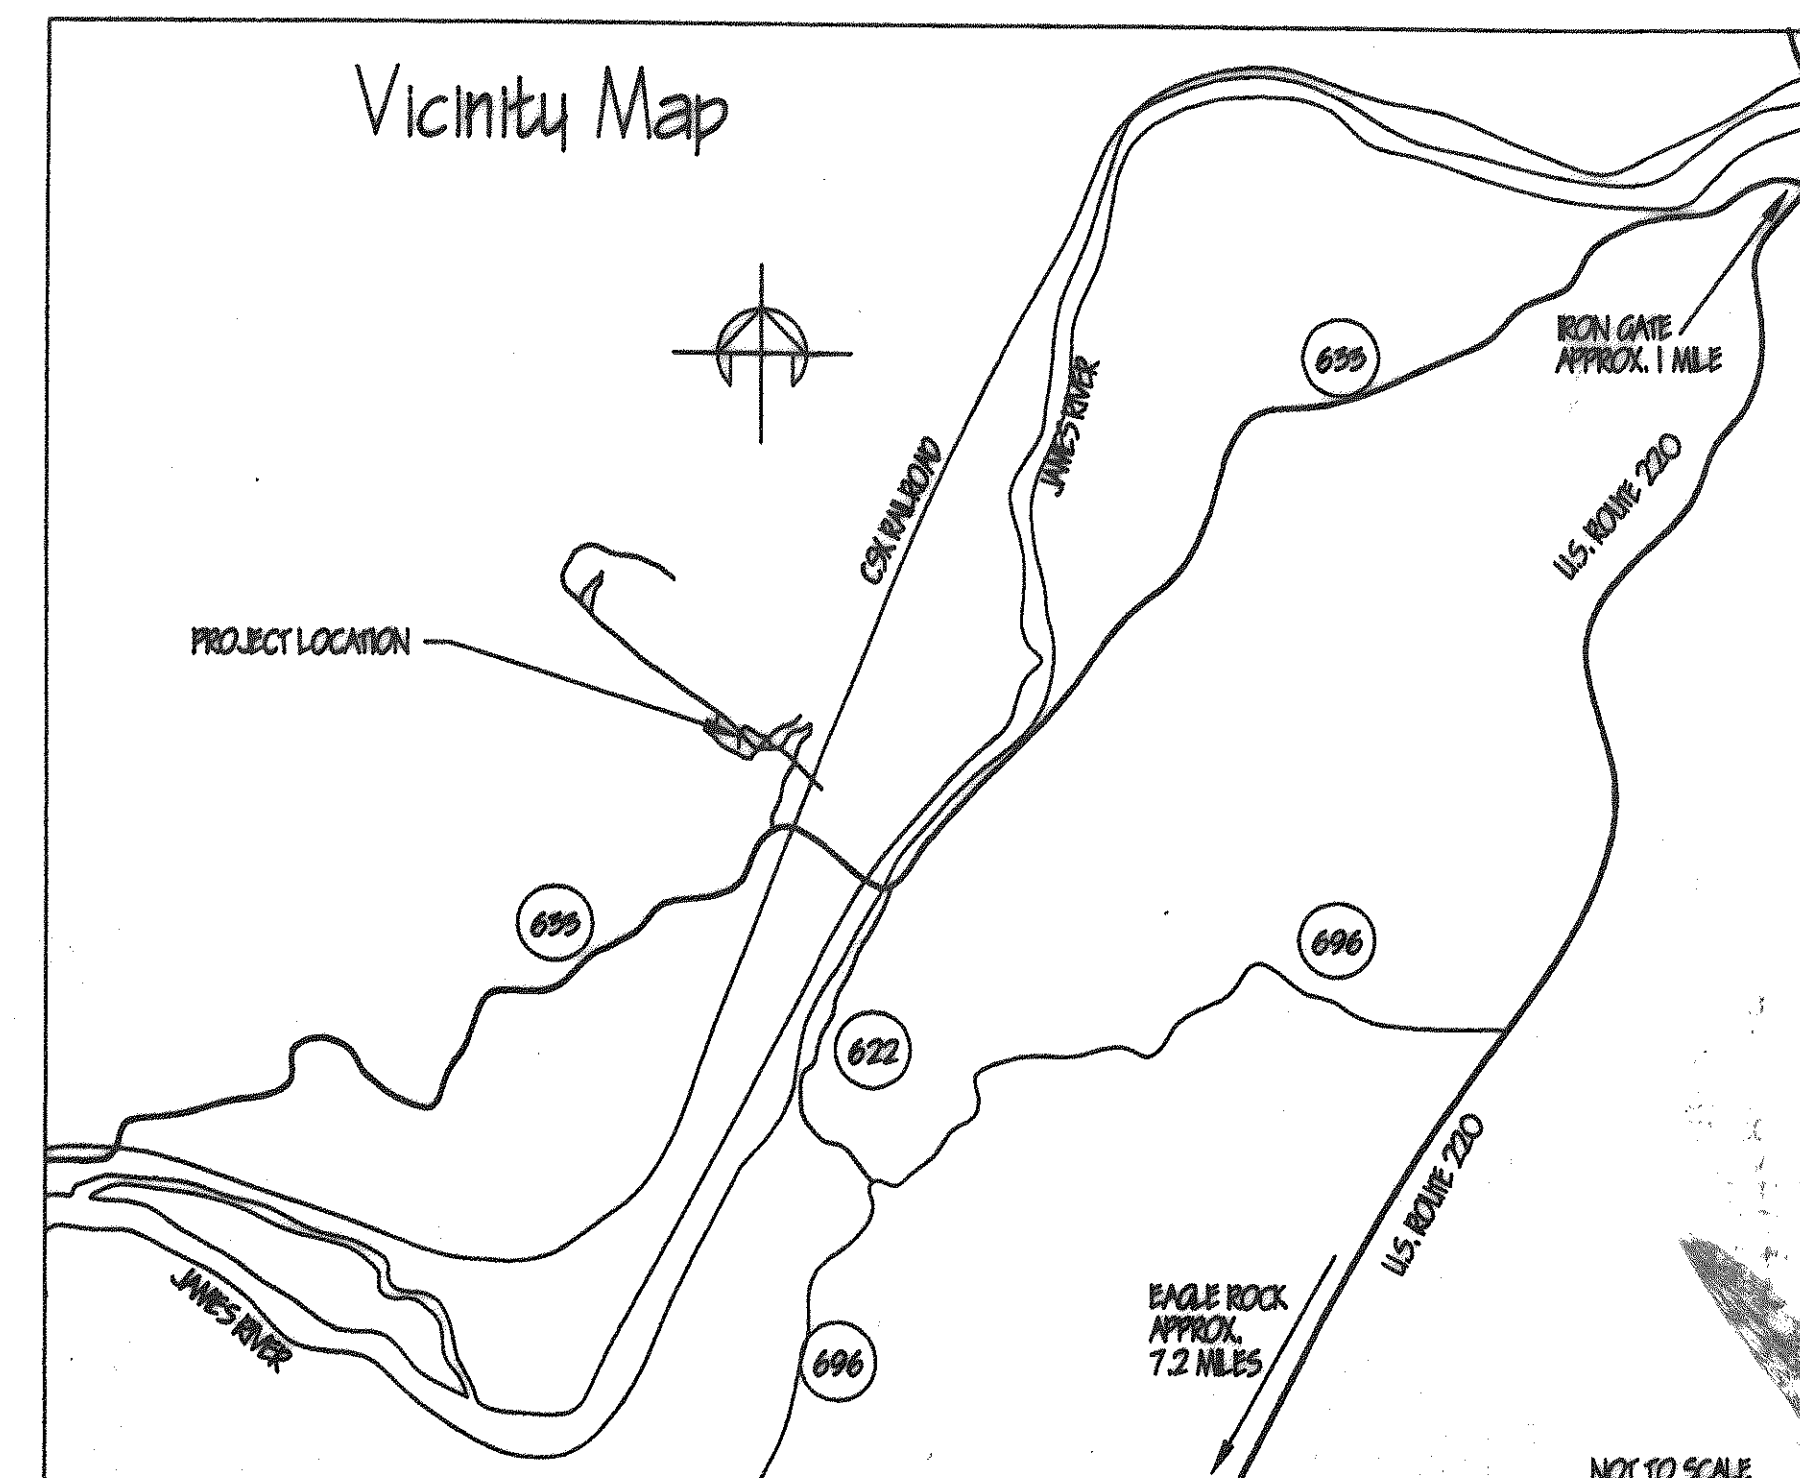 Vicinity Map
633
IRON GATE
APPROX. 1 MILE
JAMES RIVER
CSX RAILROAD
U.S. ROUTE 220
PROJECT LOCATION
633
696
622
U.S. ROUTE 220
JAMES RIVER
EAGLE ROCK
APPROX.
7.2 MILES
696
NOT TO SCALE